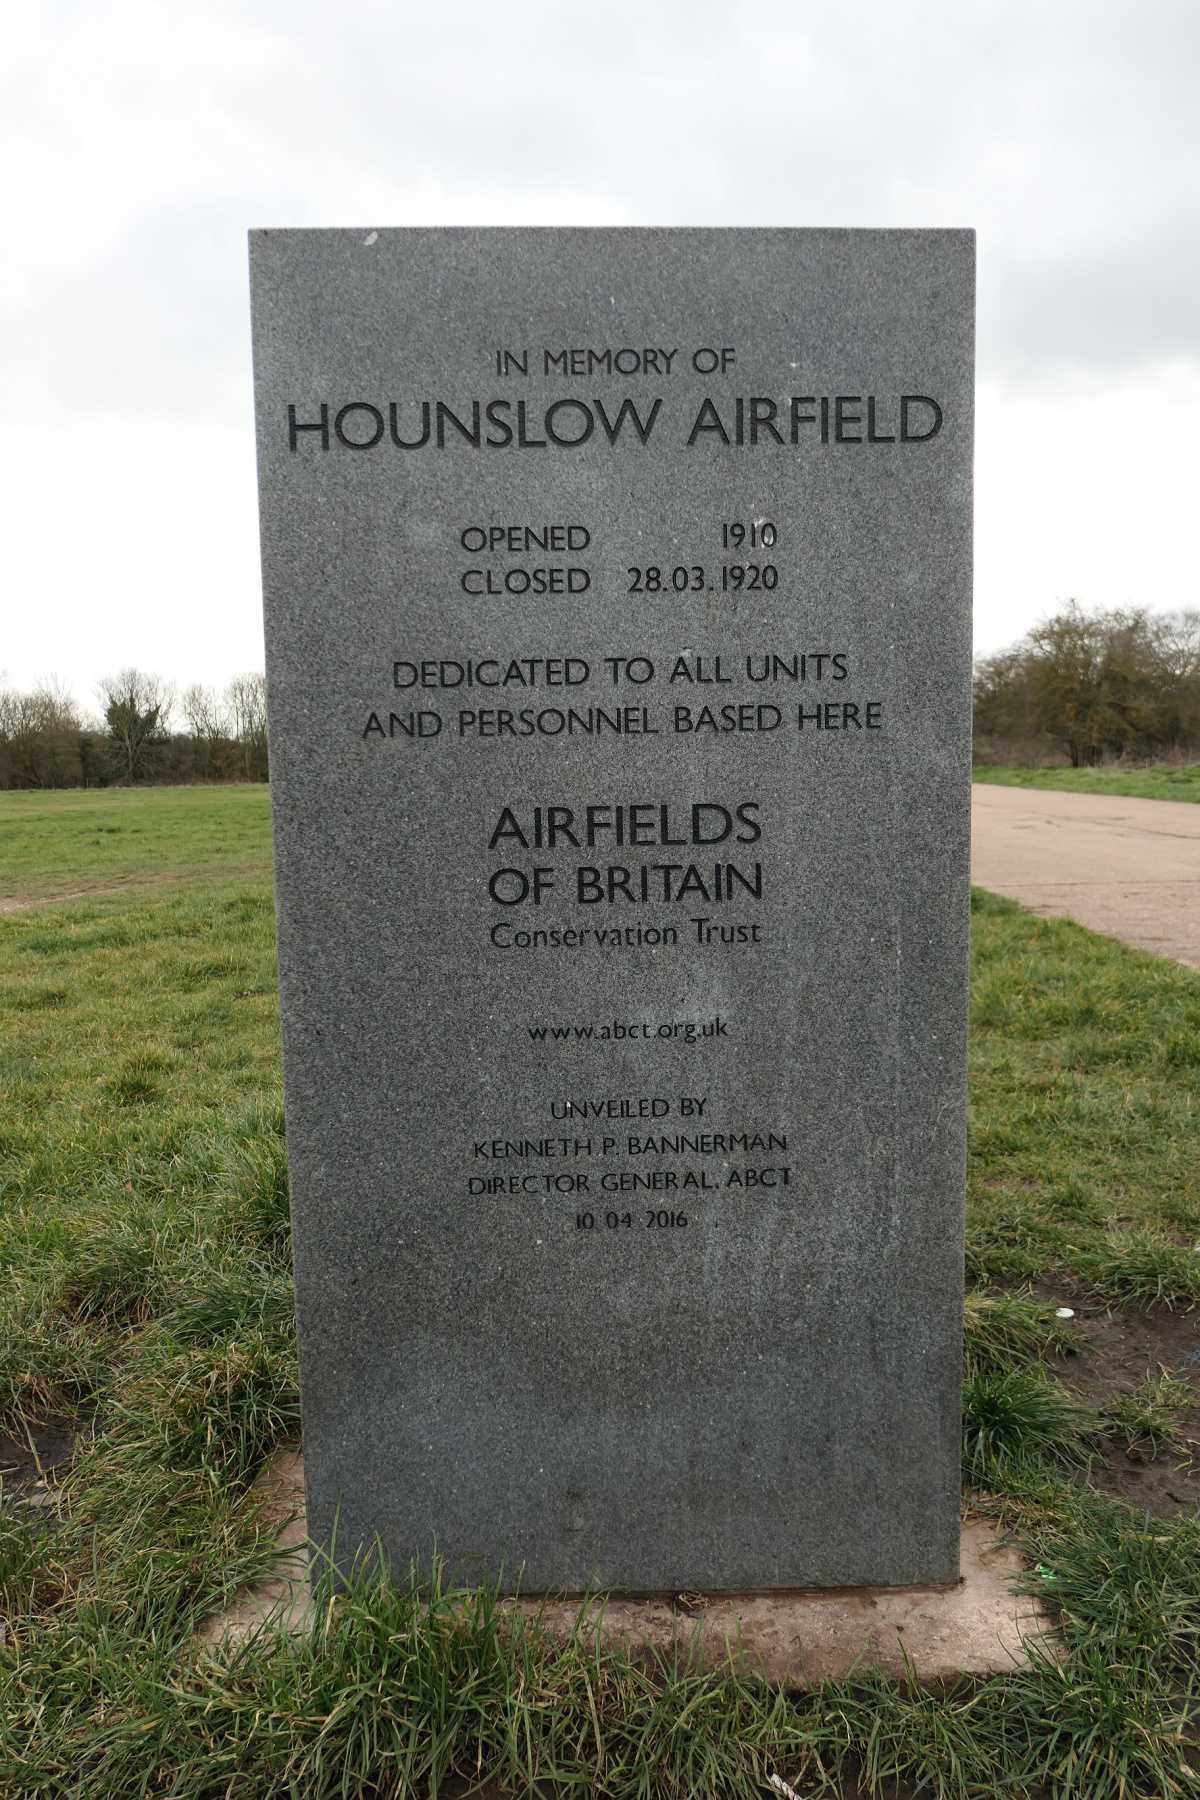 IN MEMORY OF
HOUNSLOW AIRFIELD
OPENED 1910
CLOSED 28.03.1920
DEDICATED TO ALL UNITS
AND PERSONNEL BASED HERE
AIRFIELDS
OF BRITAIN
Conservation Trust
www.abct.org.uk
UNVEILED BY
KENNETH P. BANNERMAN
DIRECTOR GENERAL, ABCT
10 04 2016